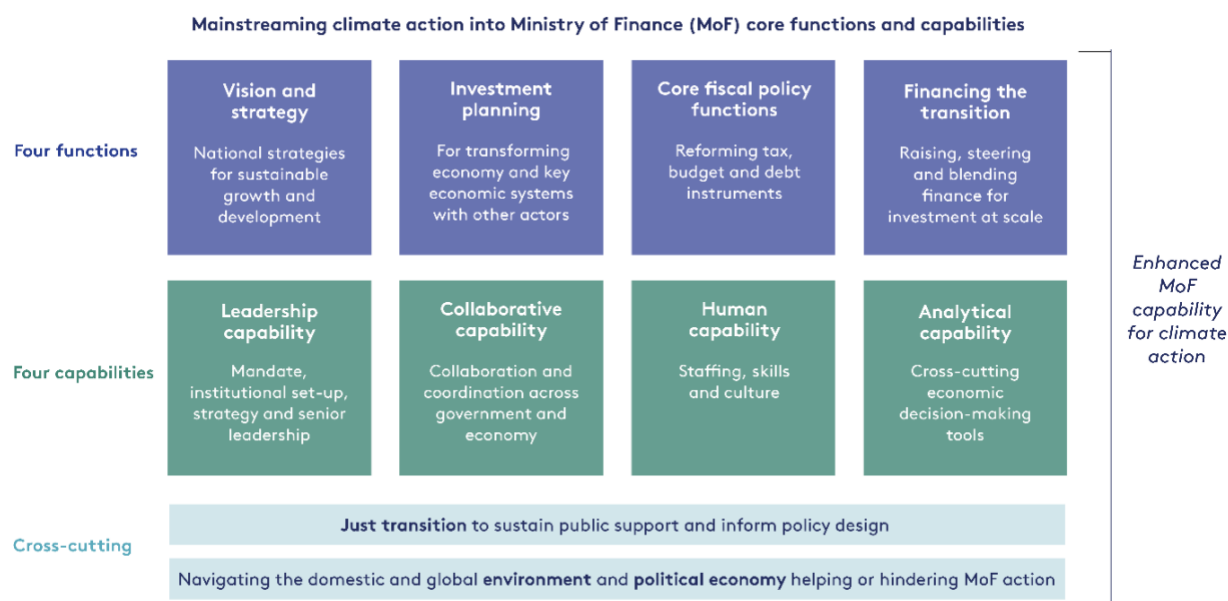 Mainstreaming climate action into Ministry of Finance (MoF) core functions and capabilities
Four functions
Vision and
strategy
National strategies
for sustainable
growth and
development
Investment
planning
For transforming
economy and key
economic systems
with other actors
Core fiscal policy
functions
Reforming tax,
budget and debt
instruments
Financing the
transition
Raising, steering
and blending
finance for
investment at scale
Four capabilities
Leadership
capability
Mandate,
institutional set-up,
strategy and senior
leadership
Collaborative
capability
Collaboration and
coordination across
government and
economy
Human
capability
Staffing, skills
and culture
Analytical
capability
Cross-cutting
economic
decision-making
tools
Cross-cutting
Just transition to sustain public support and inform policy design
Navigating the domestic and global environment and political economy helping or hindering MoF action
Enhanced
MoF
capability
for climate
action